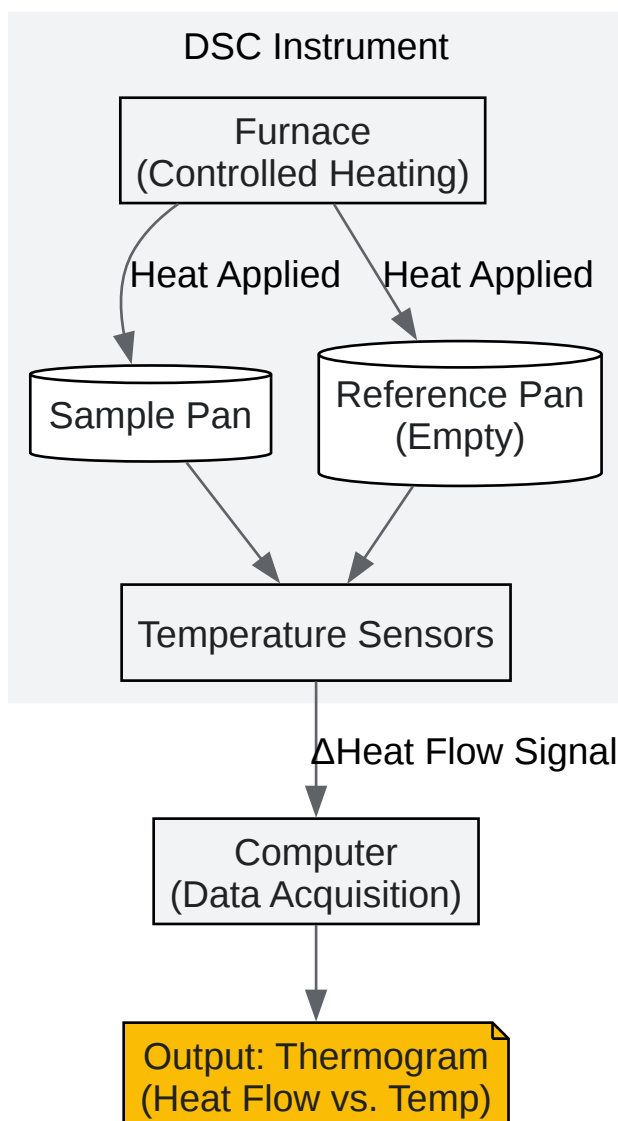 DSC Instrument
Furnace
(Controlled Heating)
Heat Applied
Heat Applied
Sample Pan
Reference Pan
(Empty)
Temperature Sensors
ΔHeat Flow Signal
Computer
(Data Acquisition)
Output: Thermogram
(Heat Flow vs. Temp)